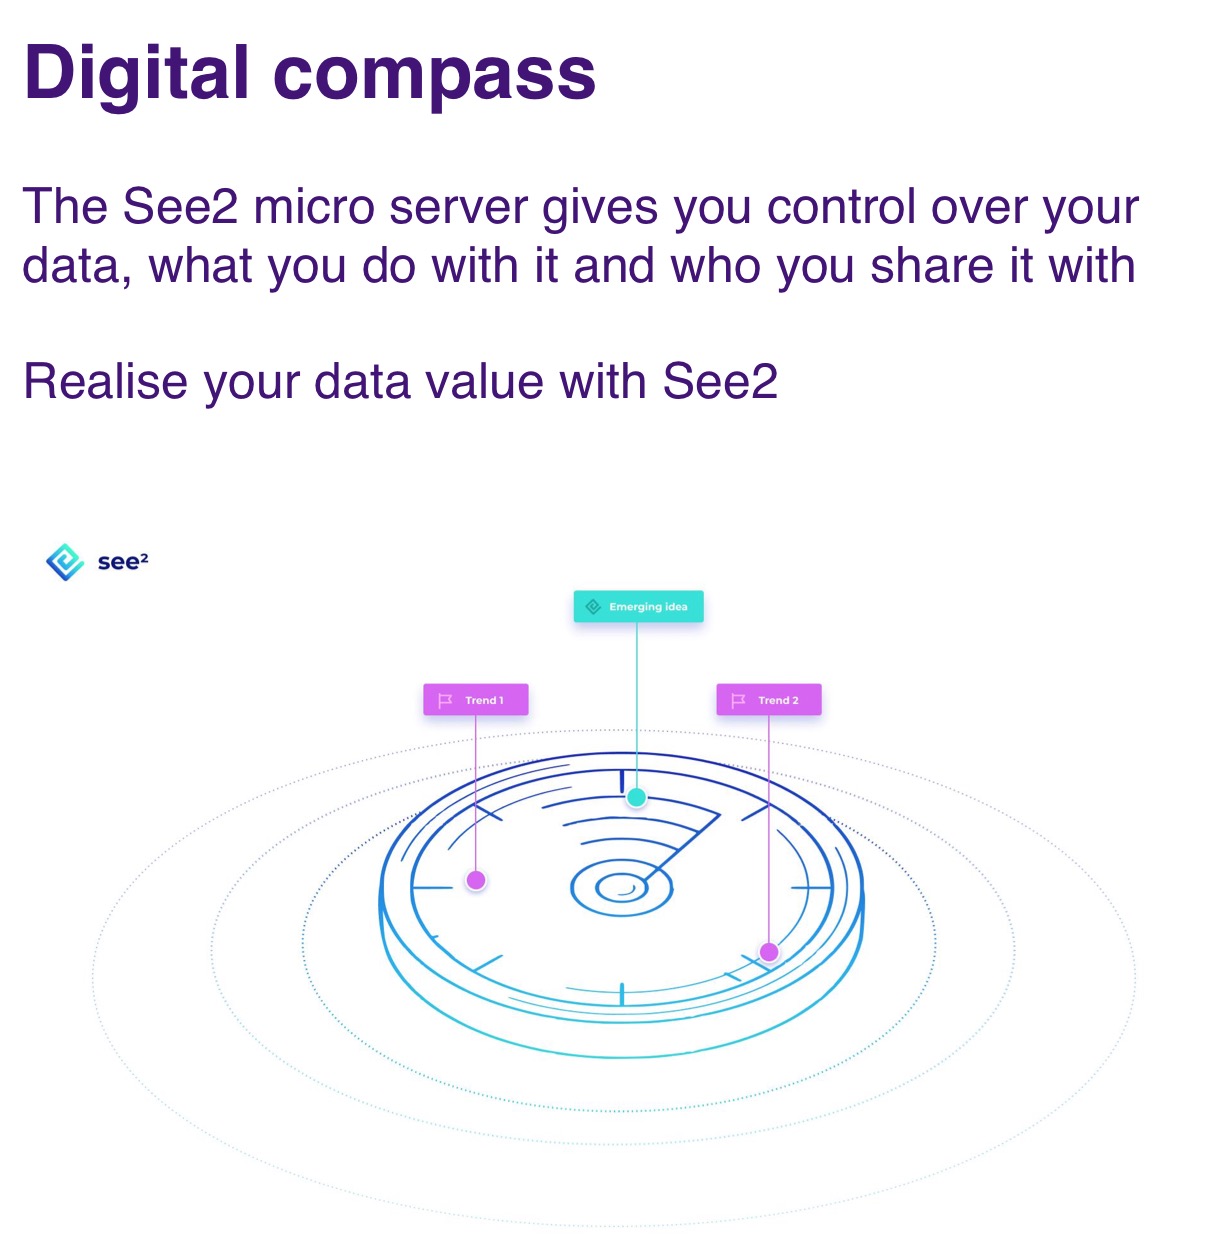 Digital compass
The See2 micro server gives you control over your
data, what you do with it and who you share it with
Realise your data value with See2
see²
Emerging idea
Trend 1
Trend 2